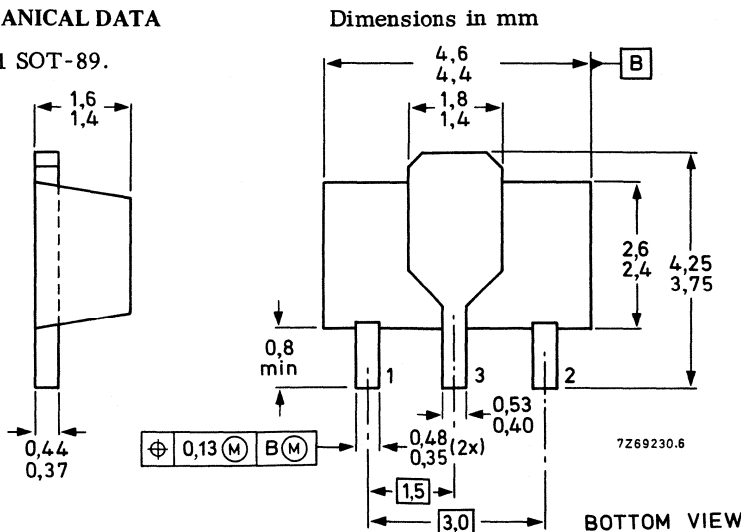 ANICAL DATA
Dimensions in mm
1 SOT-89.
4,6
4,4
B
1,6
1,4
1,8
1,4
2,6
2,4
4,25
3,75
0,8
min
1
3
2
0,53
0,40
0,44
0,37
⌖ 0,13 Ⓜ B Ⓜ
0,48
0,35 (2x)
7Z69230.6
1,5
3,0
BOTTOM VIEW